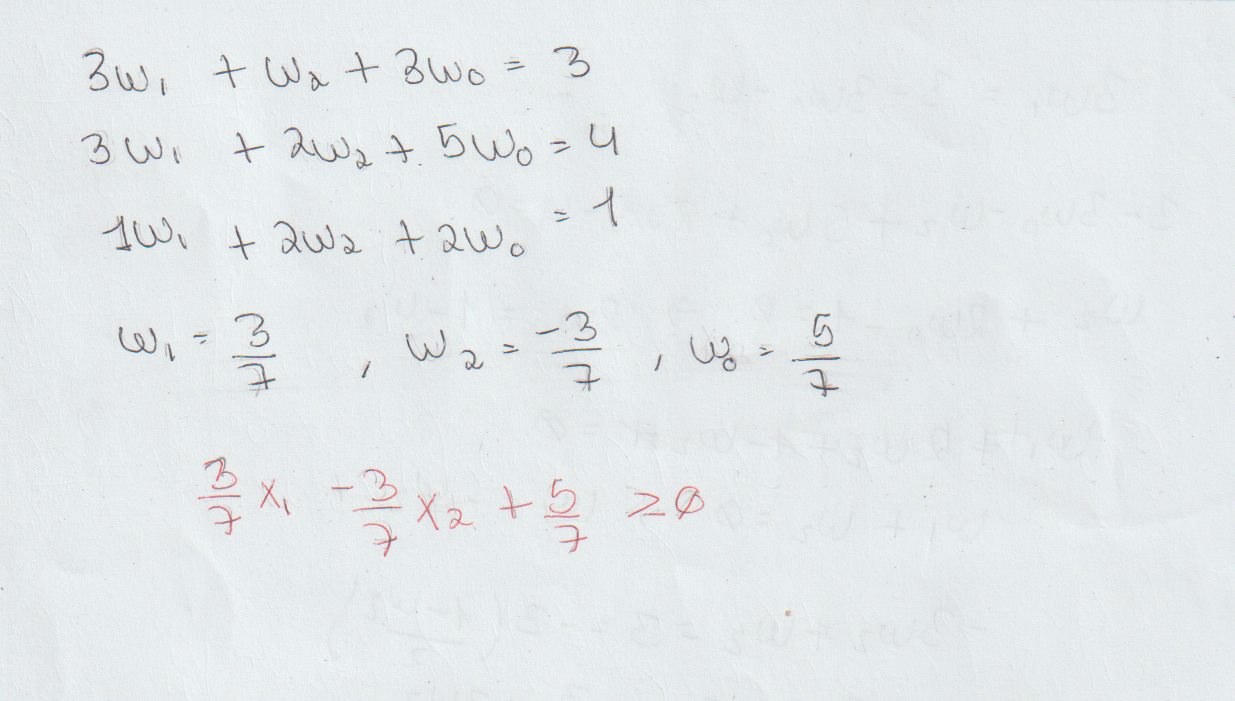 3w₁ + w₂ + 3w₀ = 3
3w₁ + 2w₂ + 5w₀ = 4
1w₁ + 2w₂ + 2w₀ = 1
w₁ = 3/7 , w₂ = -3/7 , w₀ = 5/7
3/7 x₁ -3/7 x₂ + 5/7 ≥ 0